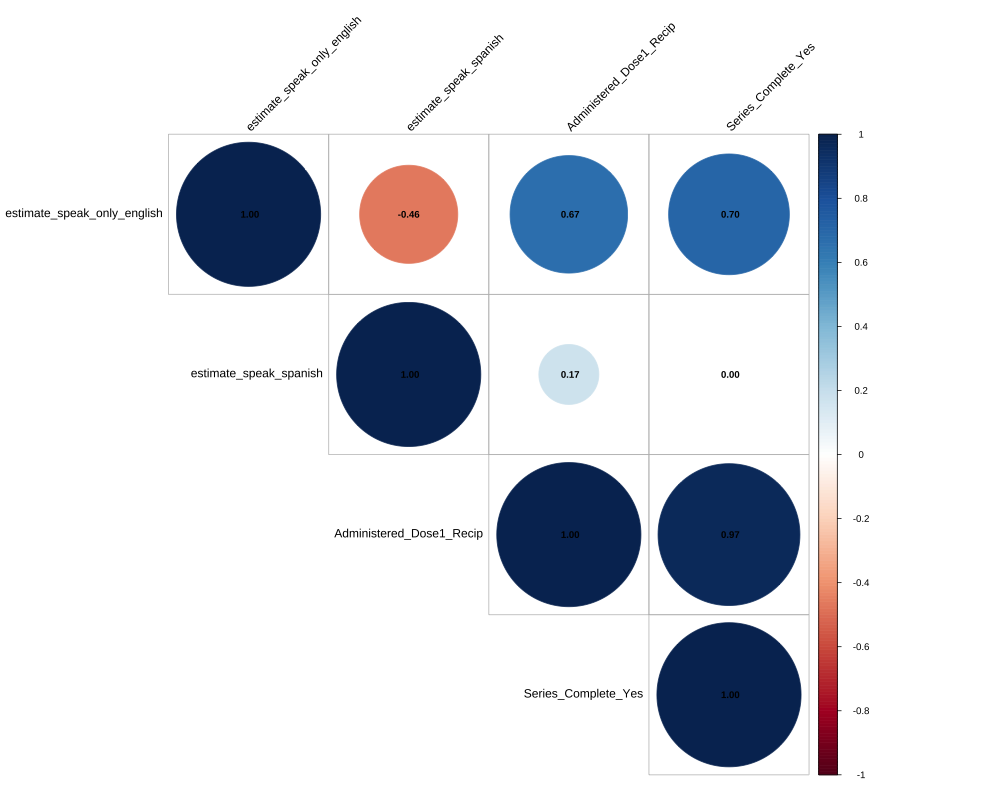 estimate_speak_only_english
estimate_speak_spanish
Administered_Dose1_Recip
Series_Complete_Yes
estimate_speak_only_english
1.00
-0.46
0.67
0.70
estimate_speak_spanish
1.00
0.17
0.00
Administered_Dose1_Recip
1.00
0.97
Series_Complete_Yes
1.00
1
0.8
0.6
0.4
0.2
0
-0.2
-0.4
-0.6
-0.8
-1